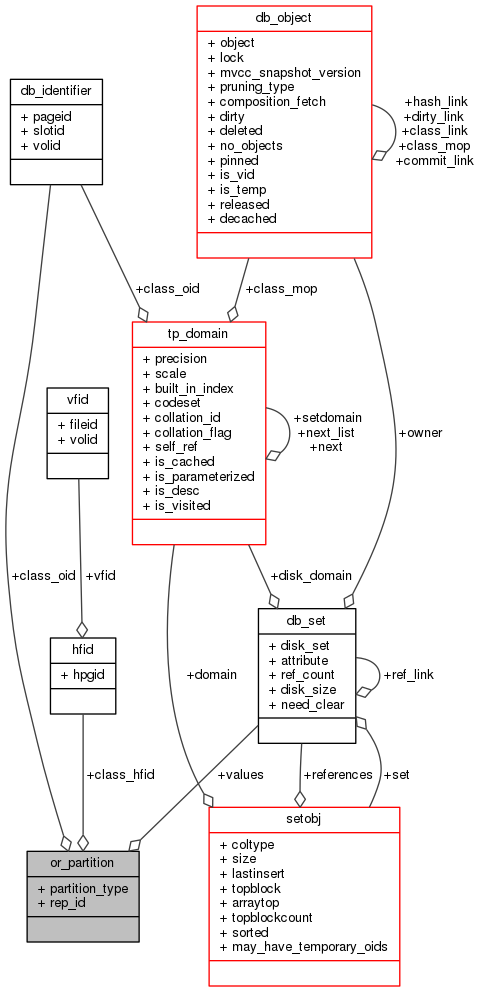 db_object
+ object
+ lock
+ mvcc_snapshot_version
+ pruning_type
+ composition_fetch
+ dirty
+ deleted
+ no_objects
+ pinned
+ is_vid
+ is_temp
+ released
+ decached
+hash_link
+dirty_link
+class_link
+class_mop
+commit_link
db_identifier
+ pageid
+ slotid
+ volid
+class_oid
+class_mop
tp_domain
+ precision
+ scale
+ built_in_index
+ codeset
+ collation_id
+ collation_flag
+ self_ref
+ is_cached
+ is_parameterized
+ is_desc
+ is_visited
+setdomain
+next_list
+next
+owner
vfid
+ fileid
+ volid
+class_oid
+vfid
+disk_domain
hfid
+ hpgid
+domain
db_set
+ disk_set
+ attribute
+ ref_count
+ disk_size
+ need_clear
+ref_link
+class_hfid
+values
+references
+set
or_partition
+ partition_type
+ rep_id
setobj
+ coltype
+ size
+ lastinsert
+ topblock
+ arraytop
+ topblockcount
+ sorted
+ may_have_temporary_oids